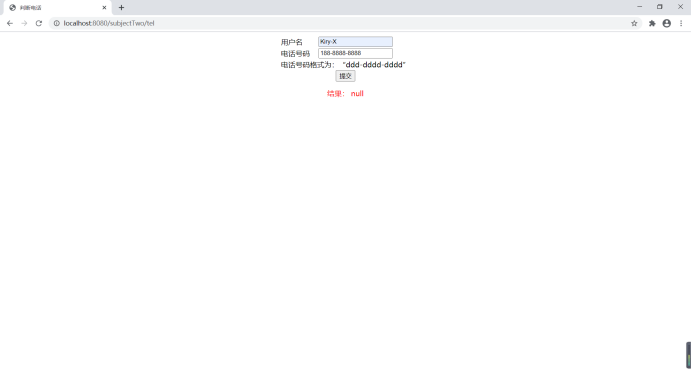 判断电话
localhost:8080/subjectTwo/tel
用户名 Kiry-X
电话号码 188-8888-8888
电话号码格式为： "ddd-dddd-dddd"
提交
结果： null